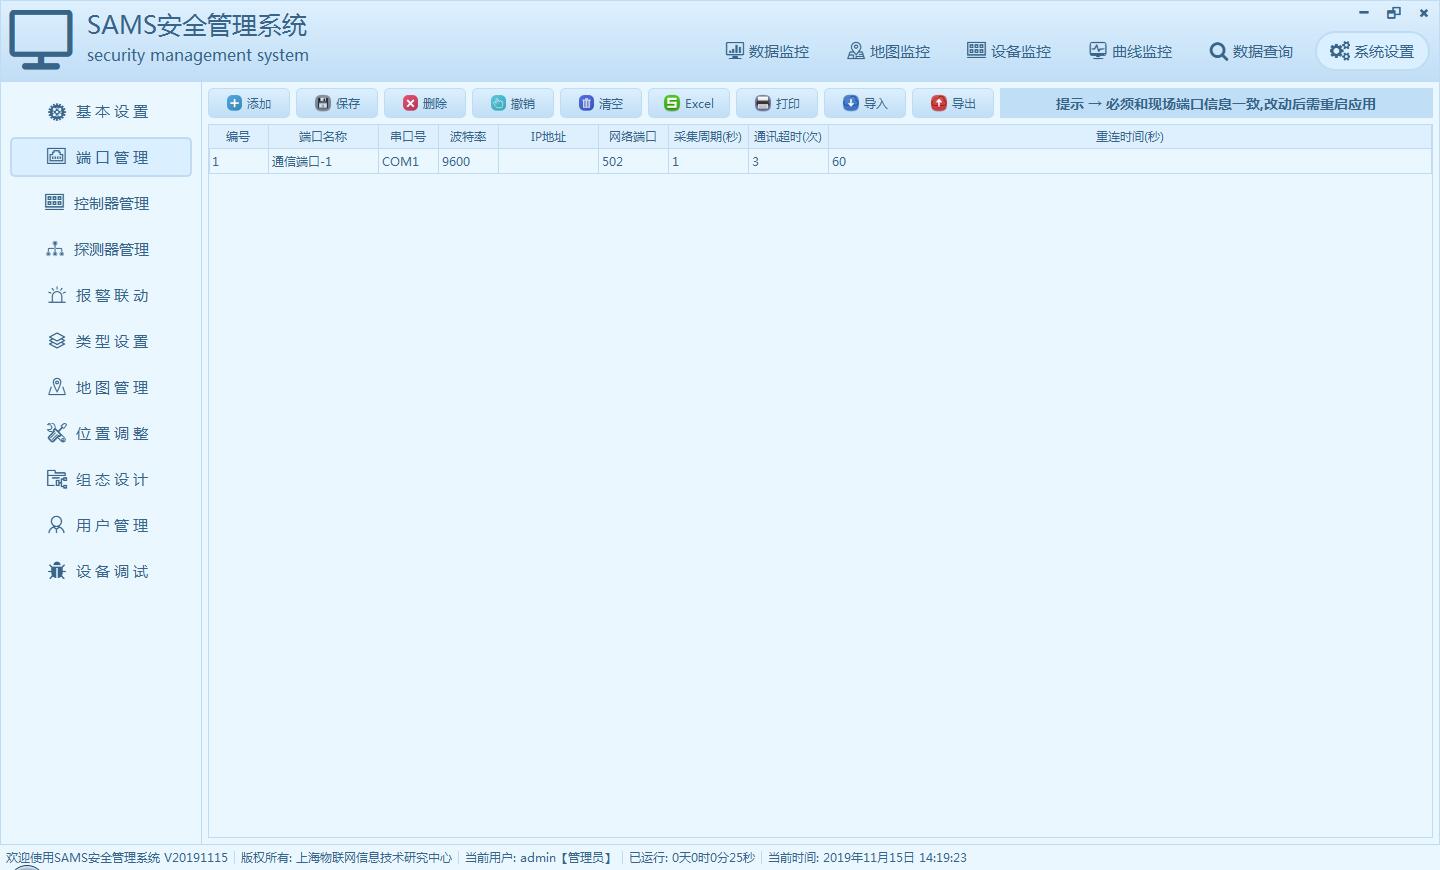 SAMS安全管理系统
security management system
数据监控 地图监控 设备监控 曲线监控 数据查询 系统设置
基本设置
端口管理
控制器管理
探测器管理
报警联动
类型设置
地图管理
位置调整
组态设计
用户管理
设备调试
添加 保存 删除 撤销 清空 Excel 打印 导入 导出 提示 → 必须和现场端口信息一致,改动后需重启应用
编号 端口名称 串口号 波特率 IP地址 网络端口 采集周期(秒) 通讯超时(次) 重连时间(秒)
1 通信端口-1 COM1 9600 502 1 3 60
欢迎使用SAMS安全管理系统 V20191115 版权所有: 上海物联网信息技术研究中心 当前用户: admin【管理员】 已运行: 0天0时0分25秒 当前时间: 2019年11月15日 14:19:23